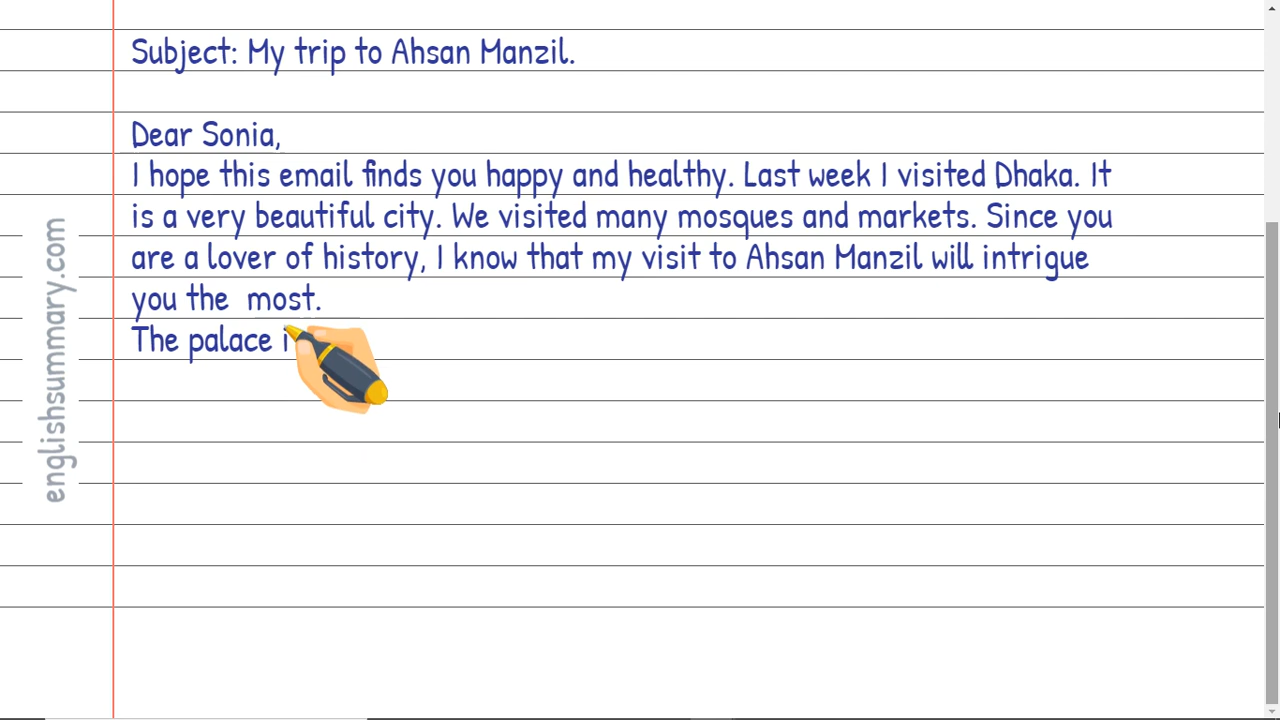 Subject: My trip to Ahsan Manzil.
Dear Sonia,
I hope this email finds you happy and healthy. Last week I visited Dhaka. It
is a very beautiful city. We visited many mosques and markets. Since you
are a lover of history, I know that my visit to Ahsan Manzil will intrigue
you the  most.
The palace i
englishsummary.com